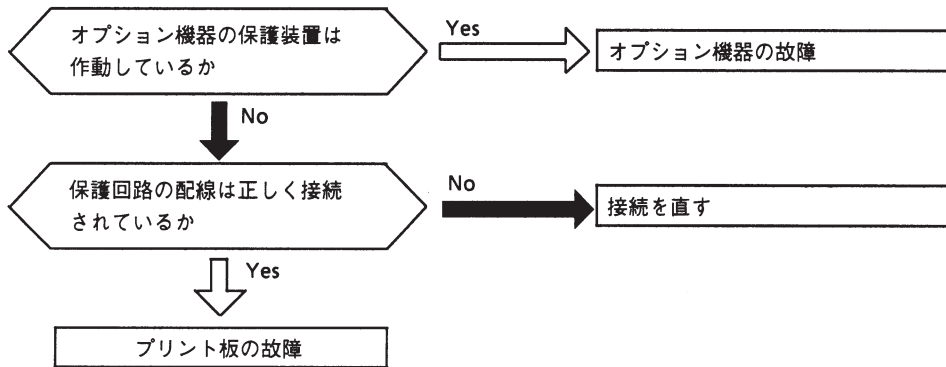 オプション機器の保護装置は
作動しているか
Yes
オプション機器の故障
No
保護回路の配線は正しく接続
されているか
No
接続を直す
Yes
プリント板の故障